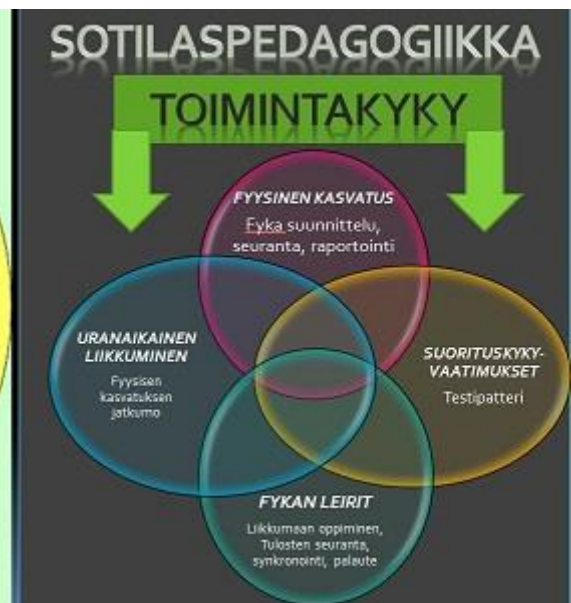 SOTILASPEDAGOGIIKKA
TOIMINTAKYKY
FYYSINEN KASVATUS
Fyka suunnittelu,
seuranta, raportointi
URANAIKAINEN
LIIKKUMINEN
Fyysisen
kasvatuksen
jatkumo
SUORITUSKYKY-
VAATIMUKSET
Testipatteri
FYKAN LEIRIT
Liikkumaan oppiminen,
Tulosten seuranta,
synkronointi, palaute